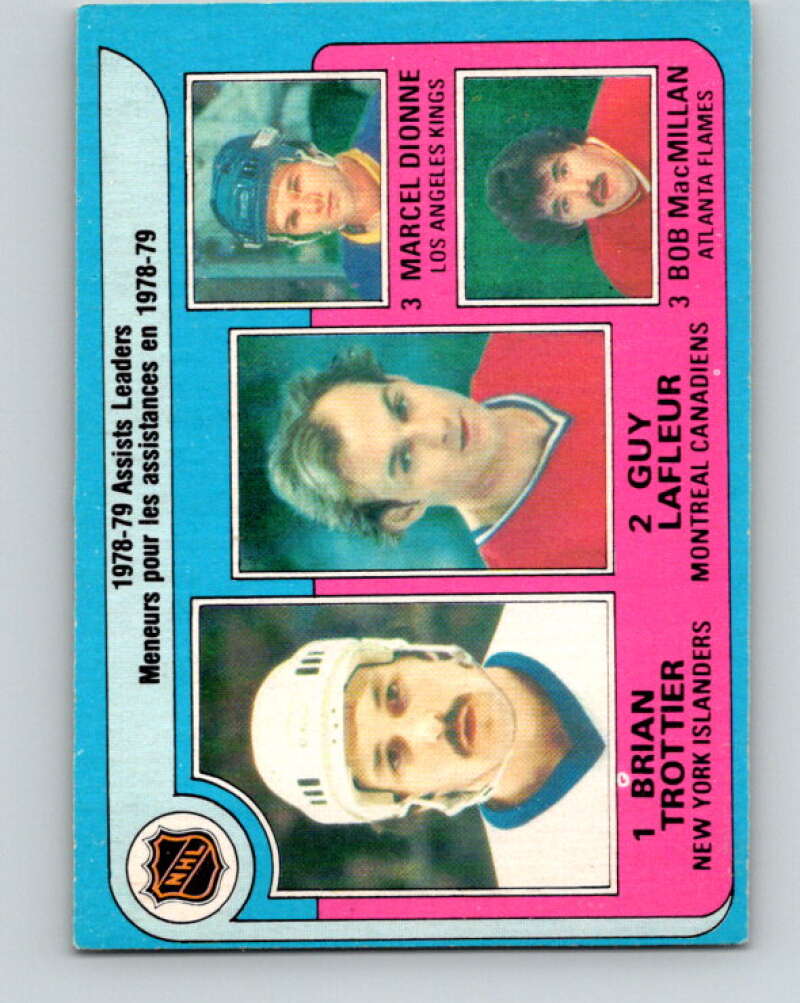 1978-79 Assists Leaders
Meneurs pour les assistances en 1978-79
NHL
1 BRIAN
TROTTIER
NEW YORK ISLANDERS
2 GUY
LAFLEUR
MONTREAL CANADIENS
3 MARCEL DIONNE
LOS ANGELES KINGS
3 BOB MacMILLAN
ATLANTA FLAMES